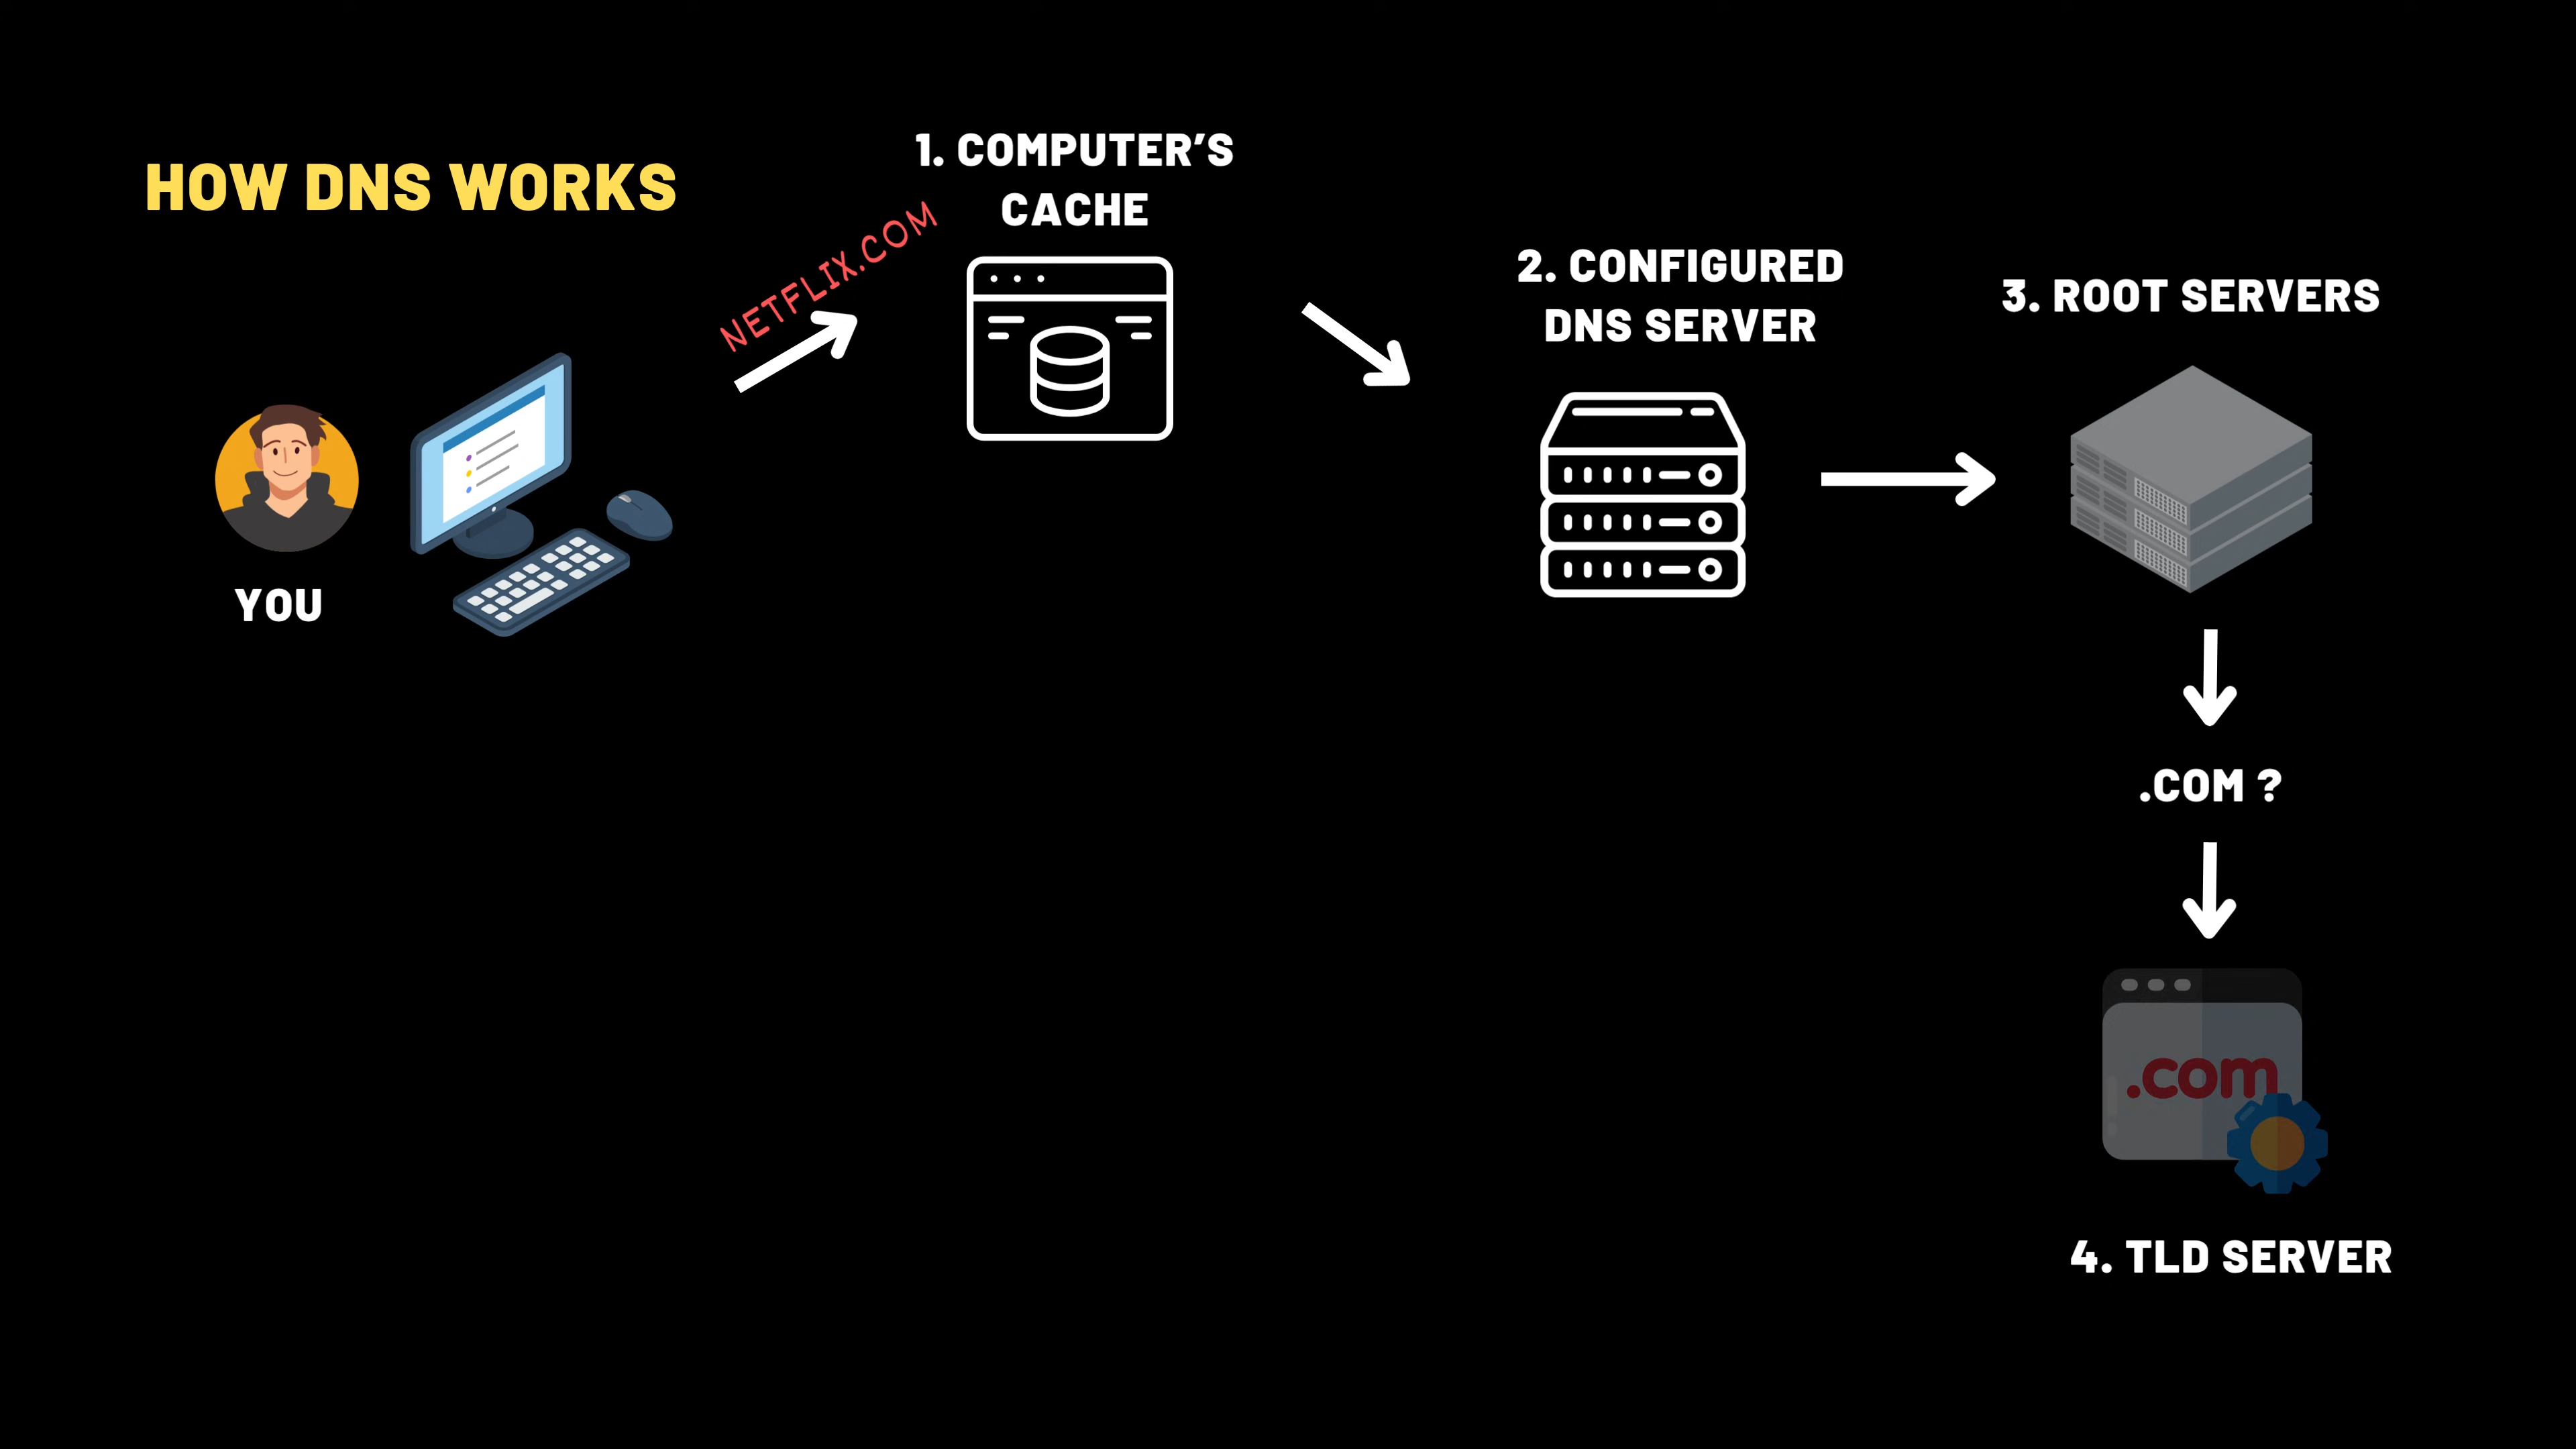 HOW DNS WORKS
1. COMPUTER’S
CACHE
NETFLIX.COM
2. CONFIGURED
DNS SERVER
3. ROOT SERVERS
YOU
.COM ?
.com
4. TLD SERVER